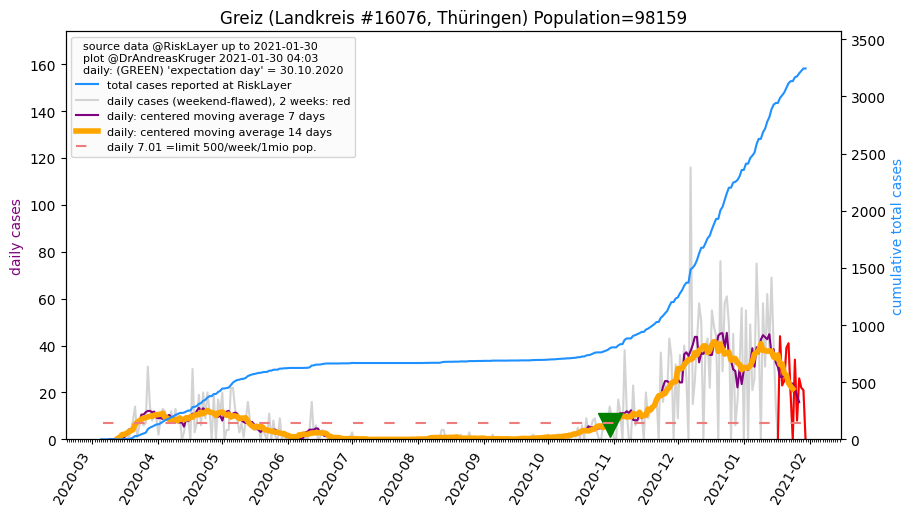 Greiz (Landkreis #16076, Thüringen) Population=98159
source data @RiskLayer up to 2021-01-30
plot @DrAndreasKruger 2021-01-30 04:03
daily: (GREEN) 'expectation day' = 30.10.2020
total cases reported at RiskLayer
daily cases (weekend-flawed), 2 weeks: red
daily: centered moving average 7 days
daily: centered moving average 14 days
daily 7.01 =limit 500/week/1mio pop.
daily cases
160
140
120
100
80
60
40
20
0
cumulative total cases
3500
3000
2500
2000
1500
1000
500
0
2020-03
2020-04
2020-05
2020-06
2020-07
2020-08
2020-09
2020-10
2020-11
2020-12
2021-01
2021-02